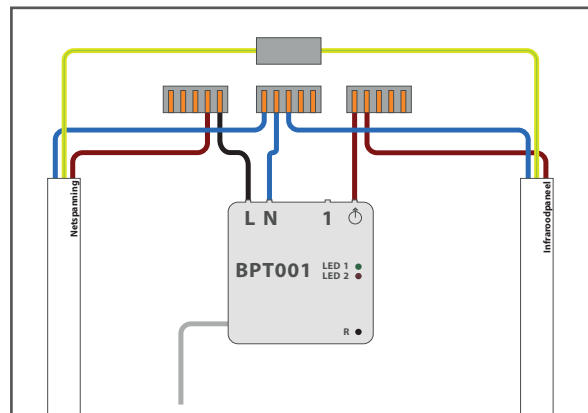 Netspanning
Infraroodpaneel
L N 1
BPT001
LED 1
LED 2
R